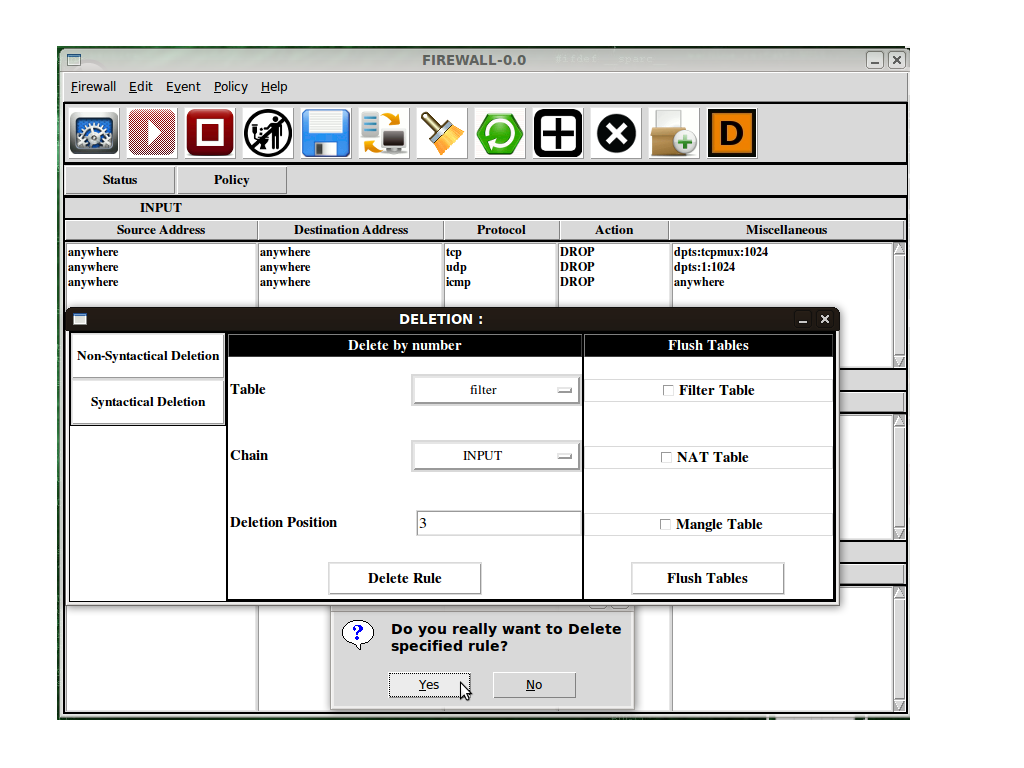 FIREWALL-0.0
Firewall Edit Event Policy Help
D
Status Policy
INPUT
Source Address Destination Address Protocol Action Miscellaneous
anywhere anywhere tcp DROP dpts:tcpmux:1024
anywhere anywhere udp DROP dpts:1:1024
anywhere anywhere icmp DROP anywhere
DELETION :
Non-Syntactical Deletion
Syntactical Deletion
Delete by number
Table filter
Chain INPUT
Deletion Position 3
Delete Rule
Flush Tables
Filter Table
NAT Table
Mangle Table
Flush Tables
?
Do you really want to Delete
specified rule?
Yes No